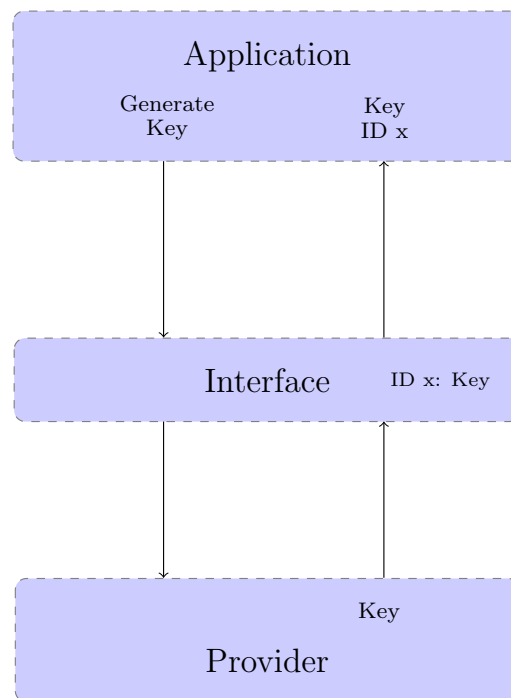 Application
Generate
Key
Key
ID x
Interface
ID x: Key
Key
Provider